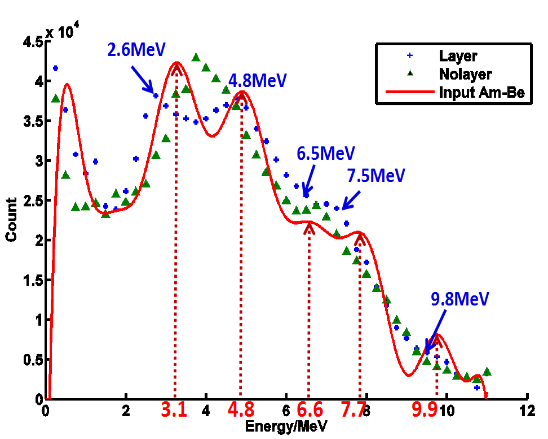 x 10^4
4.5
4
3.5
3
2.5
2
1.5
1
0.5
0
Count
2.6MeV
4.8MeV
6.5MeV
7.5MeV
9.8MeV
Layer
Nolayer
Input Am-Be
0 2 4 6 8 10 12
3.1 4.8 6.6 7.7 9.9
Energy/MeV